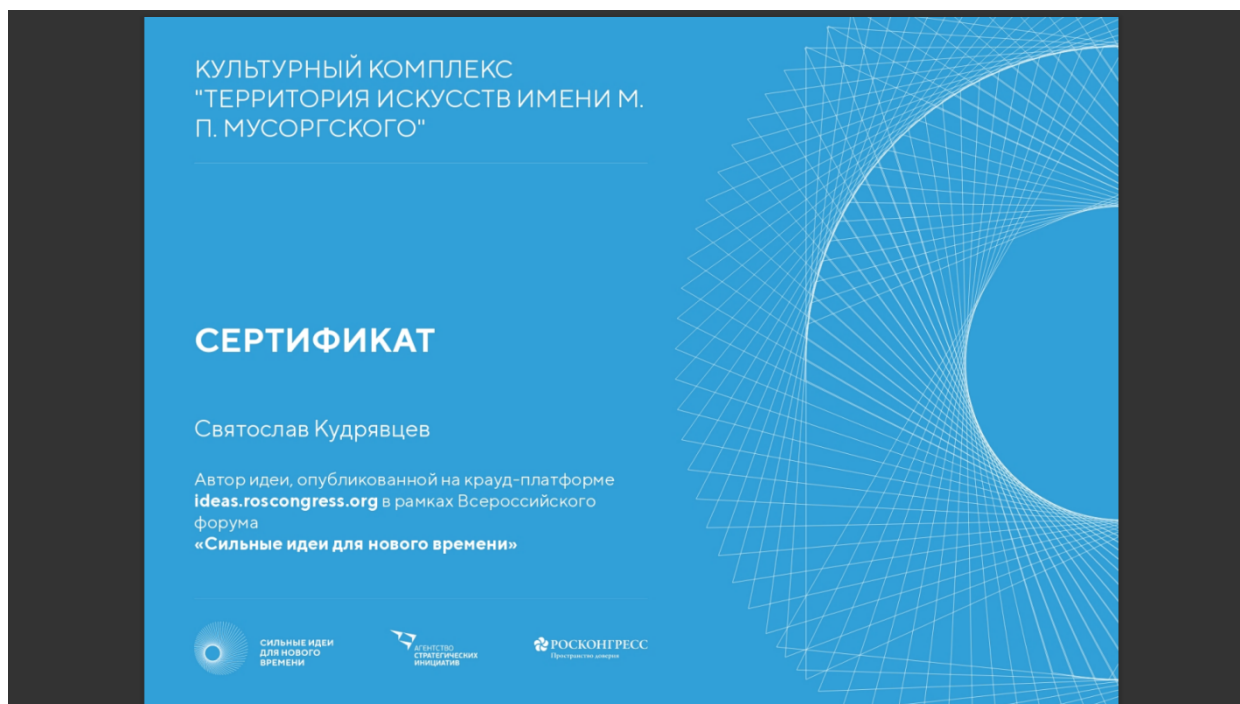 КУЛЬТУРНЫЙ КОМПЛЕКС
"ТЕРРИТОРИЯ ИСКУССТВ ИМЕНИ М.
П. МУСОРГСКОГО"
СЕРТИФИКАТ
Святослав Кудрявцев
Автор идеи, опубликованной на крауд-платформе
ideas.roscongress.org в рамках Всероссийского
форума
«Сильные идеи для нового времени»
СИЛЬНЫЕ ИДЕИ
ДЛЯ НОВОГО
ВРЕМЕНИ
АГЕНТСТВО
СТРАТЕГИЧЕСКИХ
ИНИЦИАТИВ
РОСКОНГРЕСС
Пространство доверия